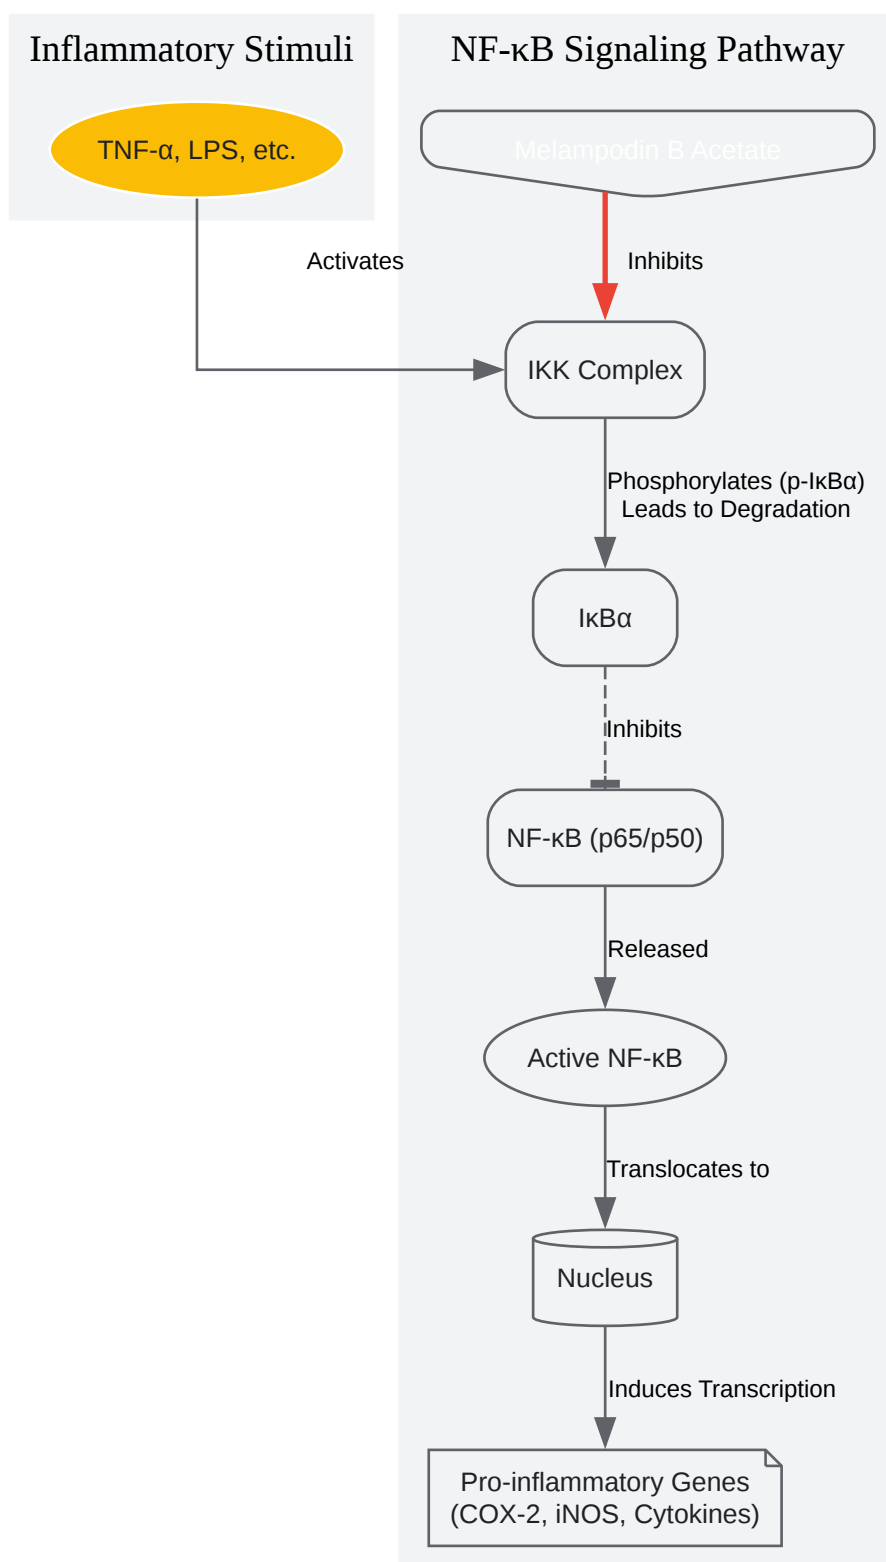 Inflammatory Stimuli
NF-κB Signaling Pathway
TNF-α, LPS, etc.
Melampodin B Acetate
Activates
Inhibits
IKK Complex
Phosphorylates (p-IκBα)
Leads to Degradation
IκBα
Inhibits
NF-κB (p65/p50)
Released
Active NF-κB
Translocates to
Nucleus
Induces Transcription
Pro-inflammatory Genes
(COX-2, iNOS, Cytokines)